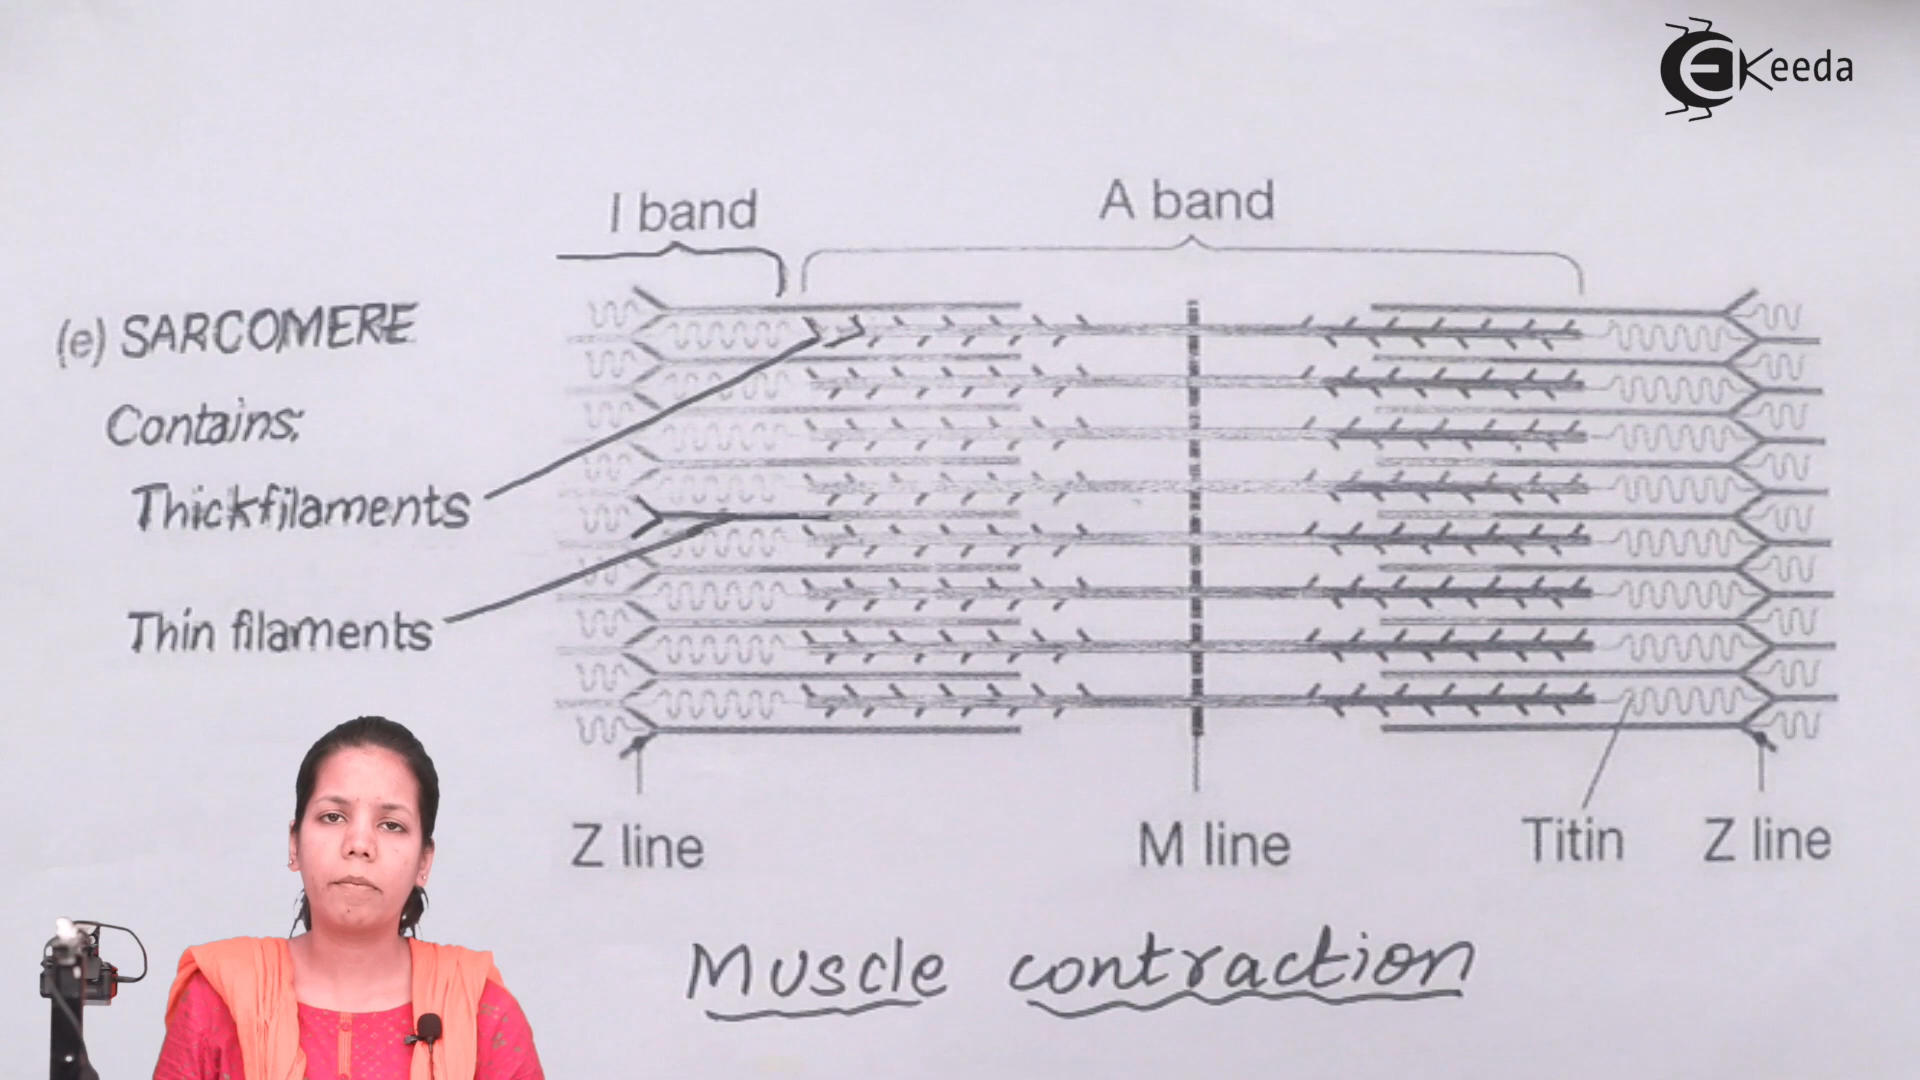 EKeeda
I band
A band
(e) SARCOMERE
Contains:
Thickfilaments
Thin filaments
Z line
M line
Titin
Z line
Muscle contraction